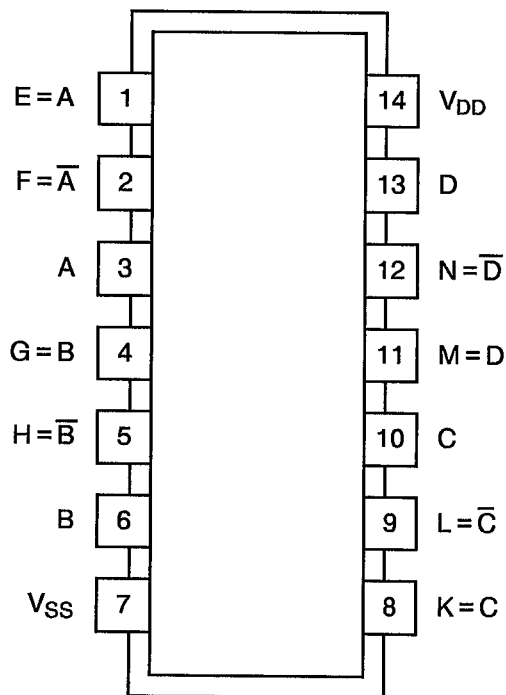 E = A 1 14 V_DD
F = A̅ 2 13 D
A 3 12 N = D̅
G = B 4 11 M = D
H = B̅ 5 10 C
B 6 9 L = C̅
V_SS 7 8 K = C